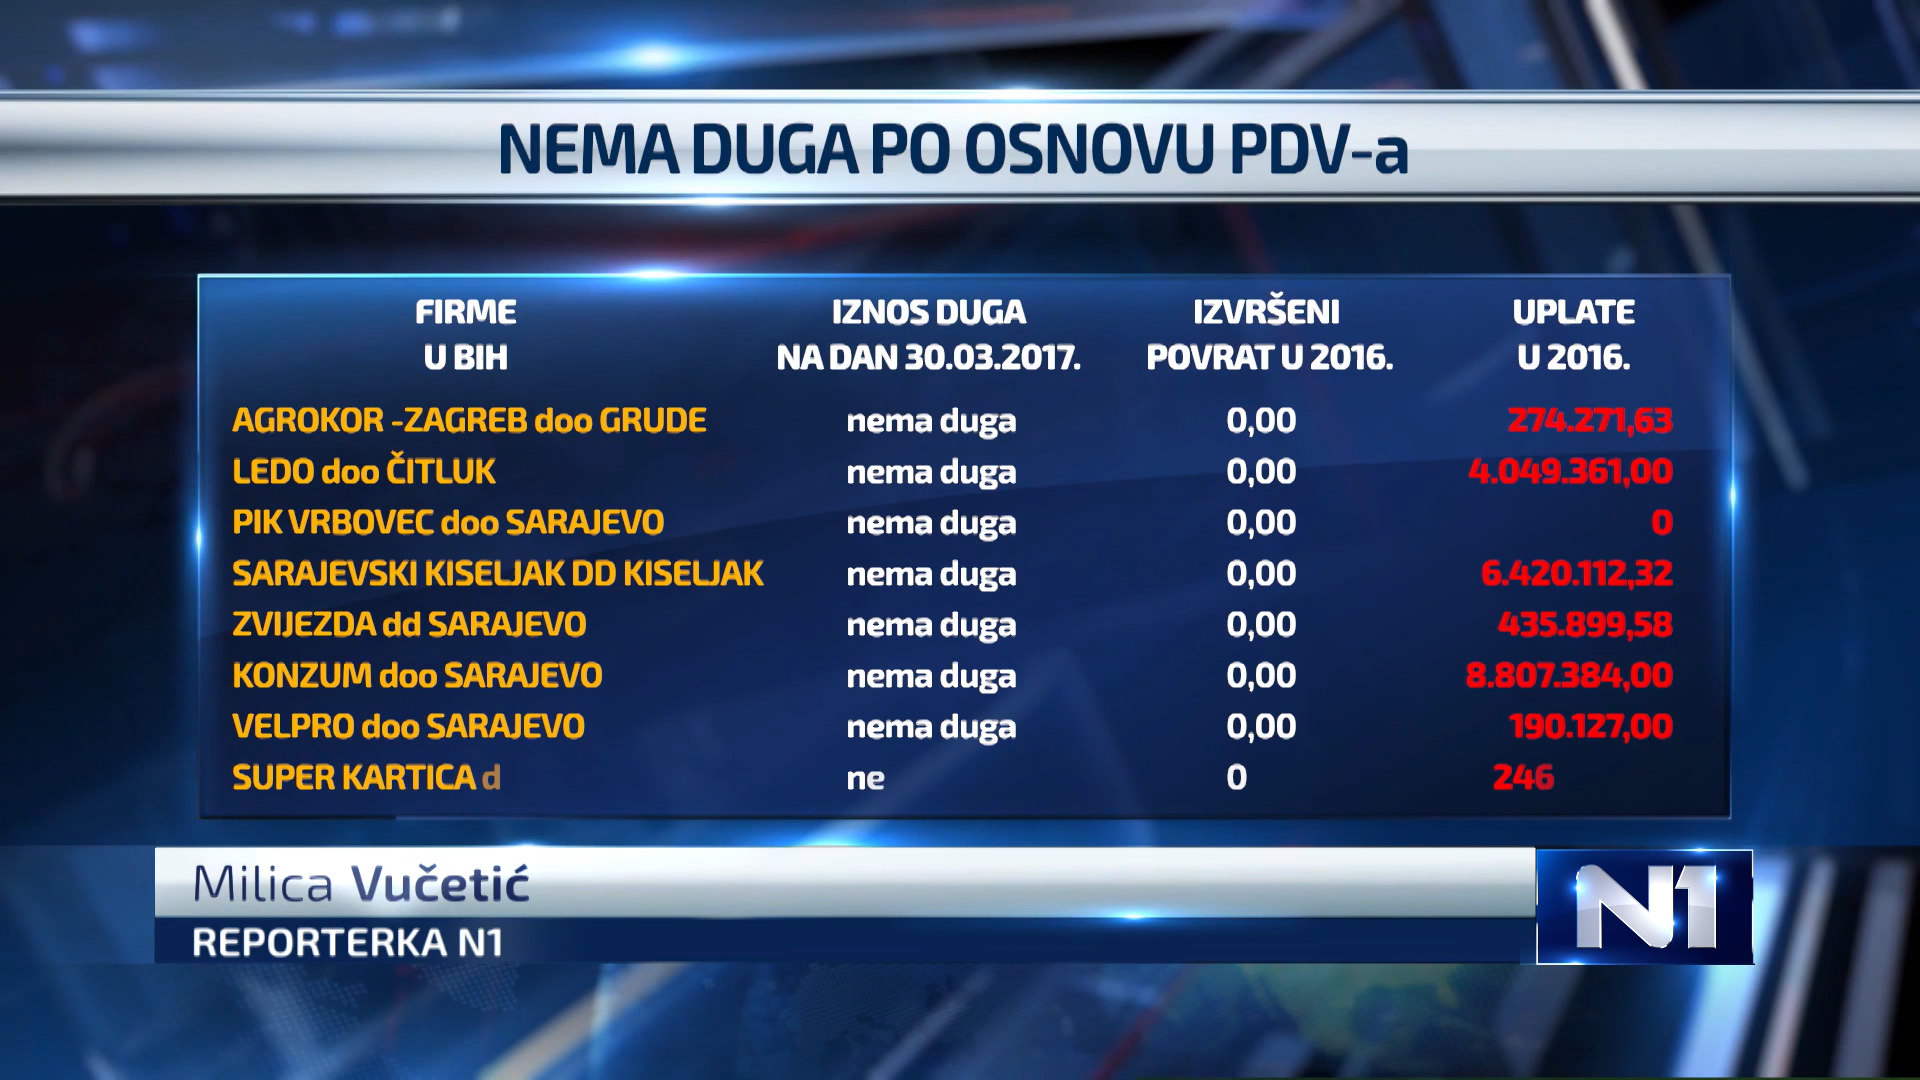 NEMA DUGA PO OSNOVU PDV-a
FIRME U BIH IZNOS DUGA NA DAN 30.03.2017. IZVRŠENI POVRAT U 2016. UPLATE U 2016.
AGROKOR -ZAGREB doo GRUDE nema duga 0,00 274.271,63
LEDO doo ČITLUK nema duga 0,00 4.049.361,00
PIK VRBOVEC doo SARAJEVO nema duga 0,00 0
SARAJEVSKI KISELJAK DD KISELJAK nema duga 0,00 6.420.112,32
ZVIJEZDA dd SARAJEVO nema duga 0,00 435.899,58
KONZUM doo SARAJEVO nema duga 0,00 8.807.384,00
VELPRO doo SARAJEVO nema duga 0,00 190.127,00
SUPER KARTICA d ne 0 246
Milica Vučetić
REPORTERKA N1
N1